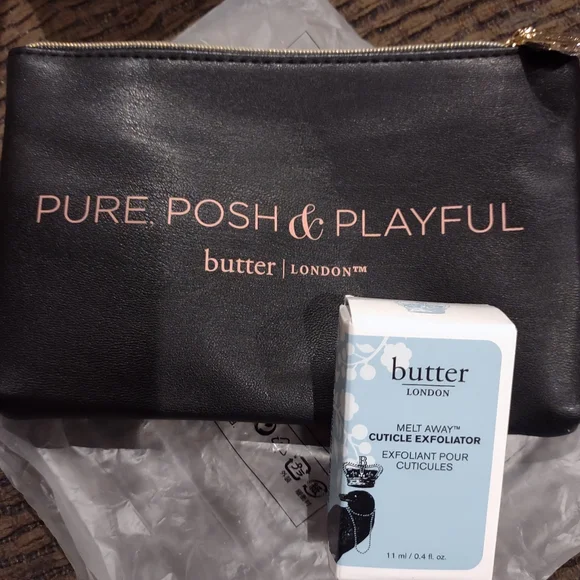 PURE, POSH & PLAYFUL
butter | LONDON™
butter
LONDON
MELT AWAY™
CUTICLE EXFOLIATOR
EXFOLIANT POUR
CUTICULES
11 ml / 0.4 fl. oz.